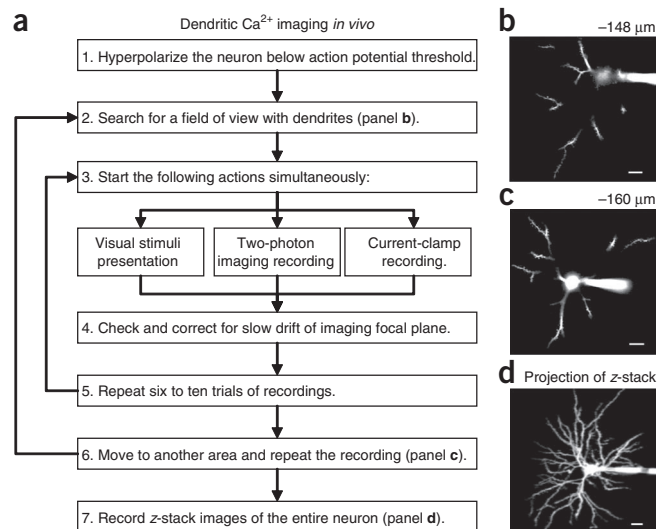 a
Dendritic Ca²⁺ imaging in vivo
1. Hyperpolarize the neuron below action potential threshold.
2. Search for a field of view with dendrites (panel b).
3. Start the following actions simultaneously:
Visual stimuli
presentation
Two-photon
imaging recording
Current-clamp
recording.
4. Check and correct for slow drift of imaging focal plane.
5. Repeat six to ten trials of recordings.
6. Move to another area and repeat the recording (panel c).
7. Record z-stack images of the entire neuron (panel d).
b
–148 μm
c
–160 μm
d
Projection of z-stack